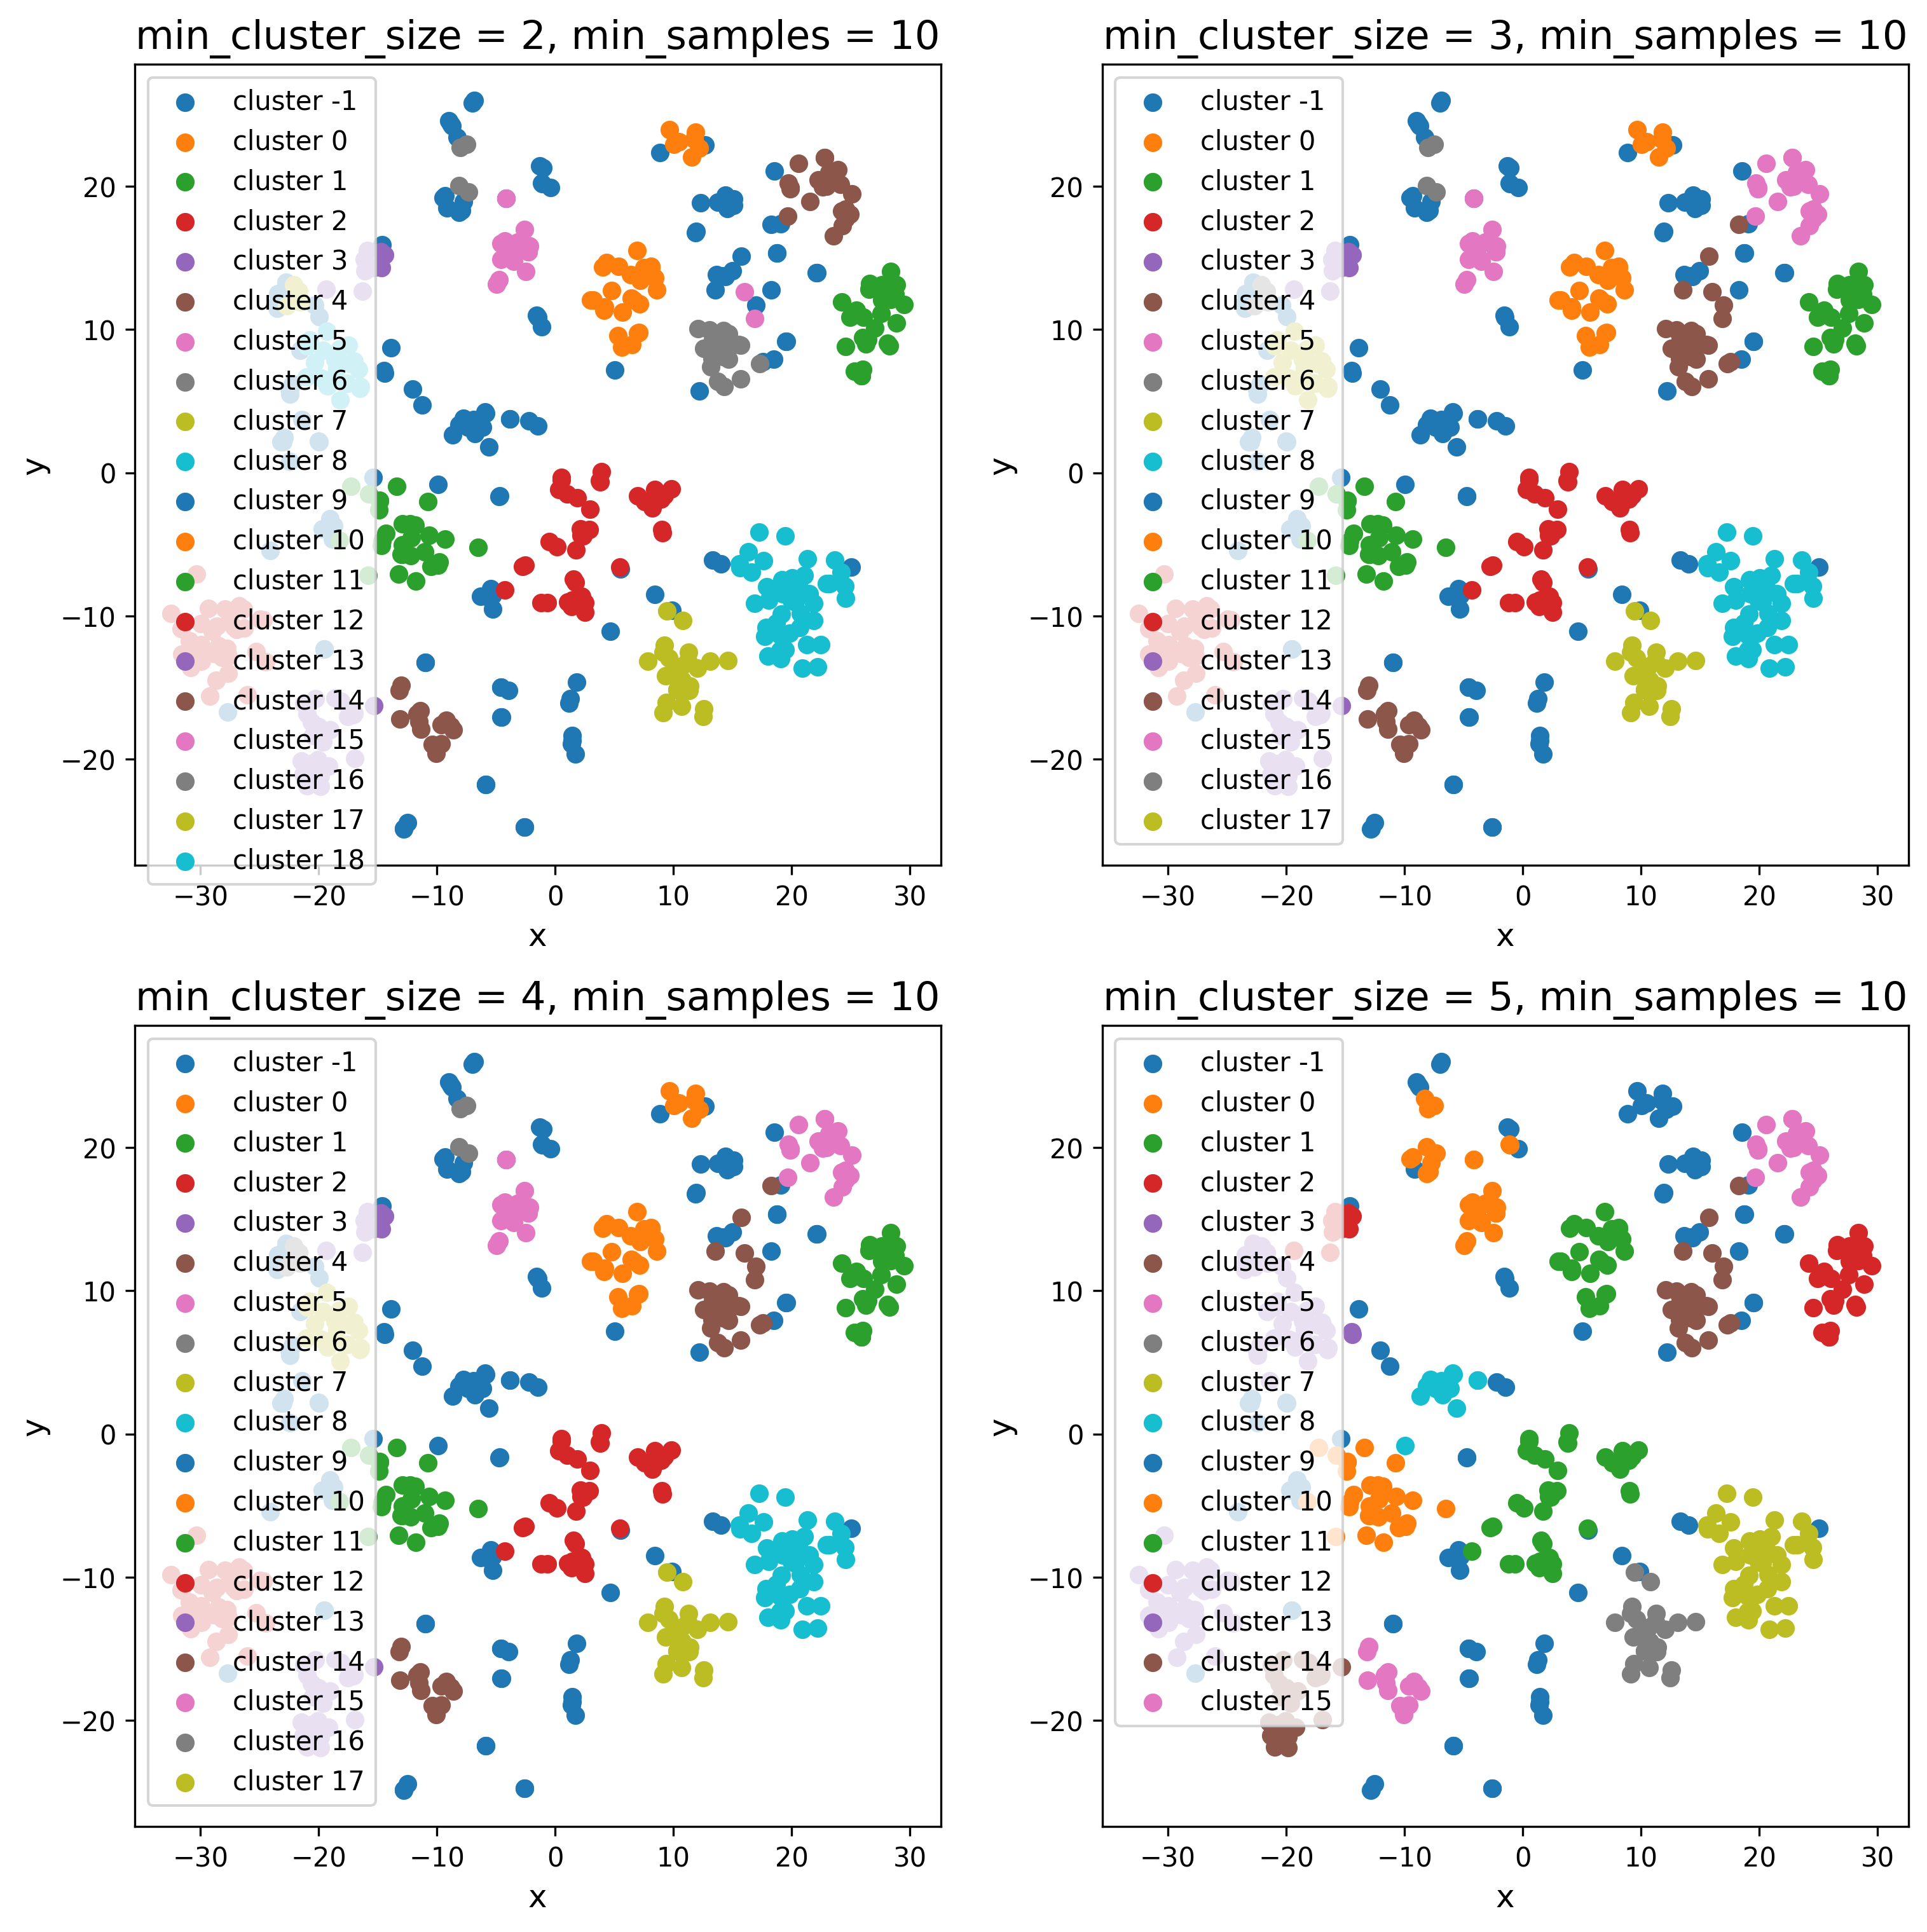 min_cluster_size = 2, min_samples = 10
cluster -1
cluster 0
cluster 1
cluster 2
cluster 3
cluster 4
cluster 5
cluster 6
cluster 7
cluster 8
cluster 9
cluster 10
cluster 11
cluster 12
cluster 13
cluster 14
cluster 15
cluster 16
cluster 17
cluster 18
20
10
0
−10
−20
y
−30
−20
−10
0
10
20
30
x
min_cluster_size = 3, min_samples = 10
cluster -1
cluster 0
cluster 1
cluster 2
cluster 3
cluster 4
cluster 5
cluster 6
cluster 7
cluster 8
cluster 9
cluster 10
cluster 11
cluster 12
cluster 13
cluster 14
cluster 15
cluster 16
cluster 17
20
10
0
−10
−20
y
−30
−20
−10
0
10
20
30
x
min_cluster_size = 4, min_samples = 10
cluster -1
cluster 0
cluster 1
cluster 2
cluster 3
cluster 4
cluster 5
cluster 6
cluster 7
cluster 8
cluster 9
cluster 10
cluster 11
cluster 12
cluster 13
cluster 14
cluster 15
cluster 16
cluster 17
20
10
0
−10
−20
y
−30
−20
−10
0
10
20
30
x
min_cluster_size = 5, min_samples = 10
cluster -1
cluster 0
cluster 1
cluster 2
cluster 3
cluster 4
cluster 5
cluster 6
cluster 7
cluster 8
cluster 9
cluster 10
cluster 11
cluster 12
cluster 13
cluster 14
cluster 15
20
10
0
−10
−20
y
−30
−20
−10
0
10
20
30
x